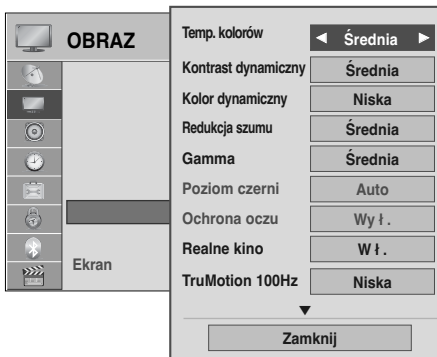 OBRAZ
Ekran
Temp. kolorów ◄ Średnia ►
Kontrast dynamiczny Średnia
Kolor dynamiczny Niska
Redukcja szumu Średnia
Gamma Średnia
Poziom czerni Auto
Ochrona oczu Wył.
Realne kino Wł.
TruMotion 100Hz Niska
▼
Zamknij